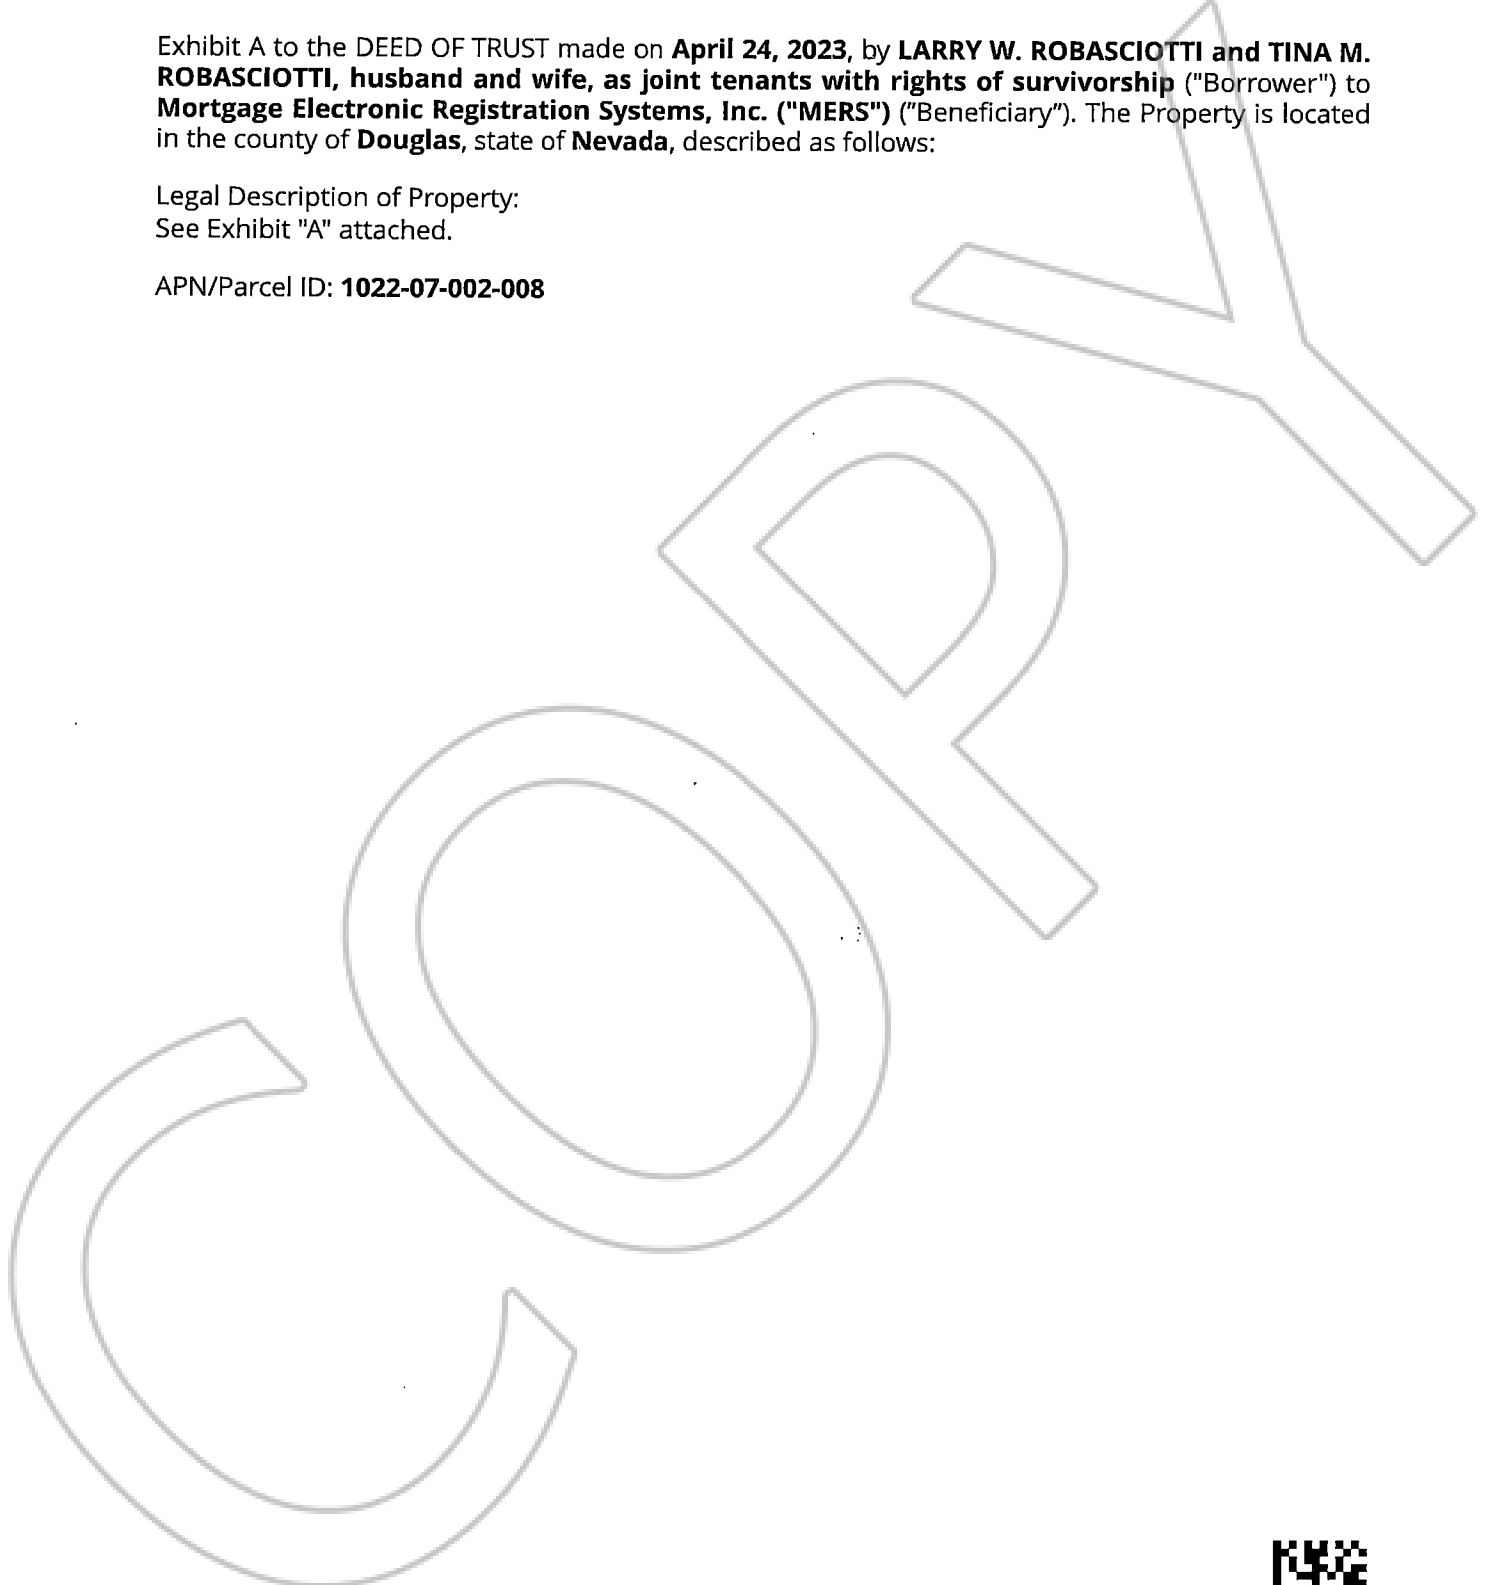 Exhibit A to the DEED OF TRUST made on April 24, 2023, by LARRY W. ROBASCIOTTI and TINA M.
ROBASCIOTTI, husband and wife, as joint tenants with rights of survivorship ("Borrower") to
Mortgage Electronic Registration Systems, Inc. ("MERS") ("Beneficiary"). The Property is located
in the county of Douglas, state of Nevada, described as follows:
Legal Description of Property:
See Exhibit "A" attached.
APN/Parcel ID: 1022-07-002-008
COPY